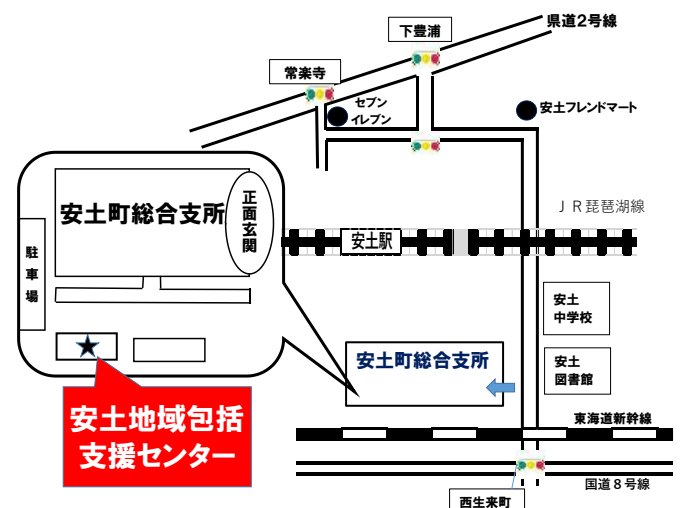 県道2号線
下豊浦
常楽寺
セブン
イレブン
安土フレンドマート
安土町総合支所
正面玄関
駐車場
ＪＲ琵琶湖線
安土駅
安土
中学校
安土町総合支所
安土
図書館
安土地域包括
支援センター
東海道新幹線
国道８号線
西生来町